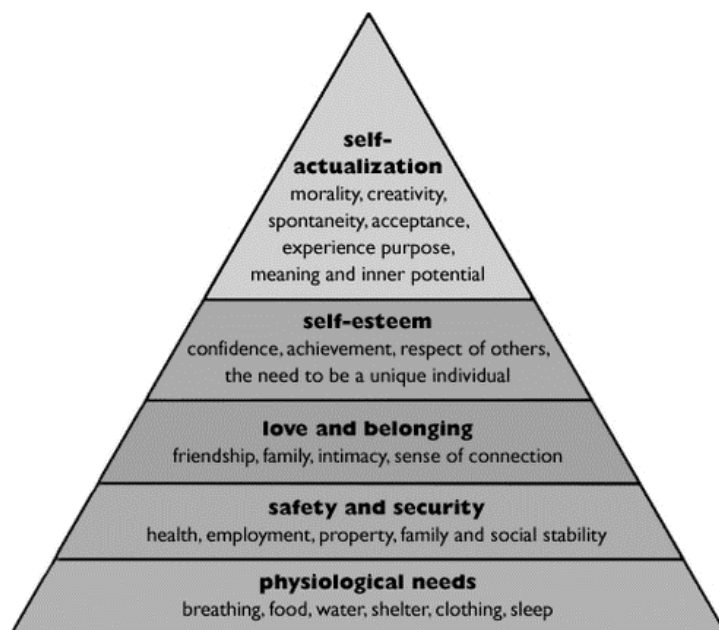 self-
actualization
morality, creativity,
spontaneity, acceptance,
experience purpose,
meaning and inner potential
self-esteem
confidence, achievement, respect of others,
the need to be a unique individual
love and belonging
friendship, family, intimacy, sense of connection
safety and security
health, employment, property, family and social stability
physiological needs
breathing, food, water, shelter, clothing, sleep